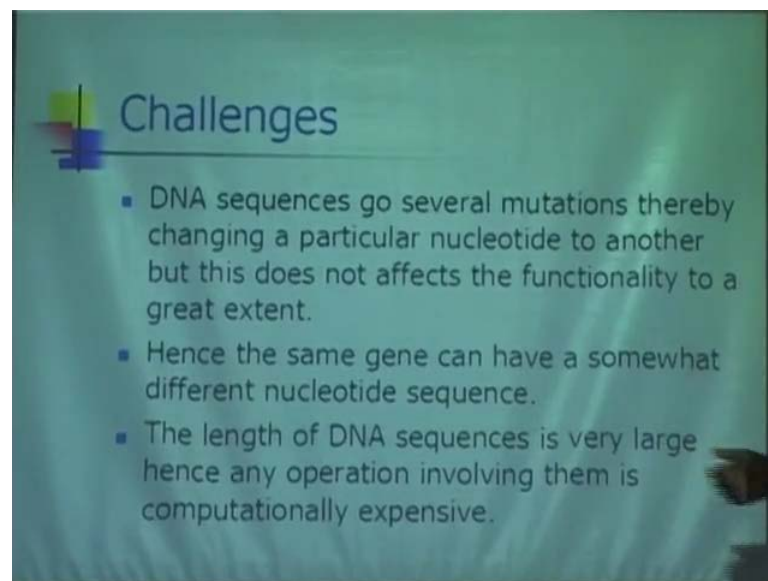 Challenges
DNA sequences go several mutations thereby
changing a particular nucleotide to another
but this does not affects the functionality to a
great extent.
Hence the same gene can have a somewhat
different nucleotide sequence.
The length of DNA sequences is very large
hence any operation involving them is
computationally expensive.